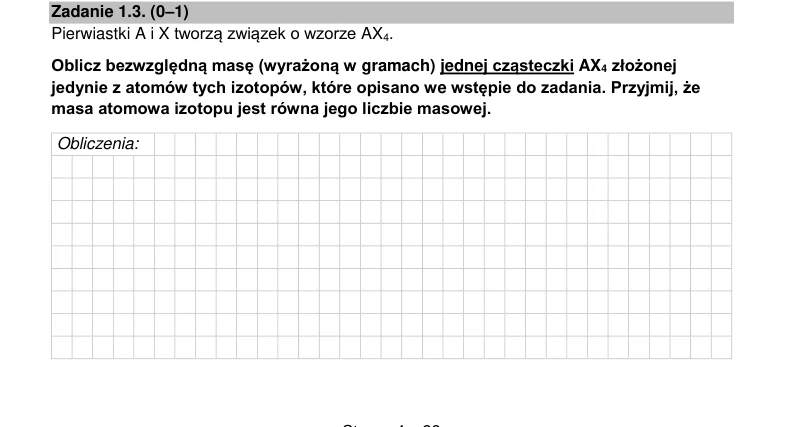 Zadanie 1.3. (0–1)
Pierwiastki A i X tworzą związek o wzorze AX₄.
Oblicz bezwzględną masę (wyrażoną w gramach) jednej cząsteczki AX₄ złożonej
jedynie z atomów tych izotopów, które opisano we wstępie do zadania. Przyjmij, że
masa atomowa izotopu jest równa jego liczbie masowej.
Obliczenia: